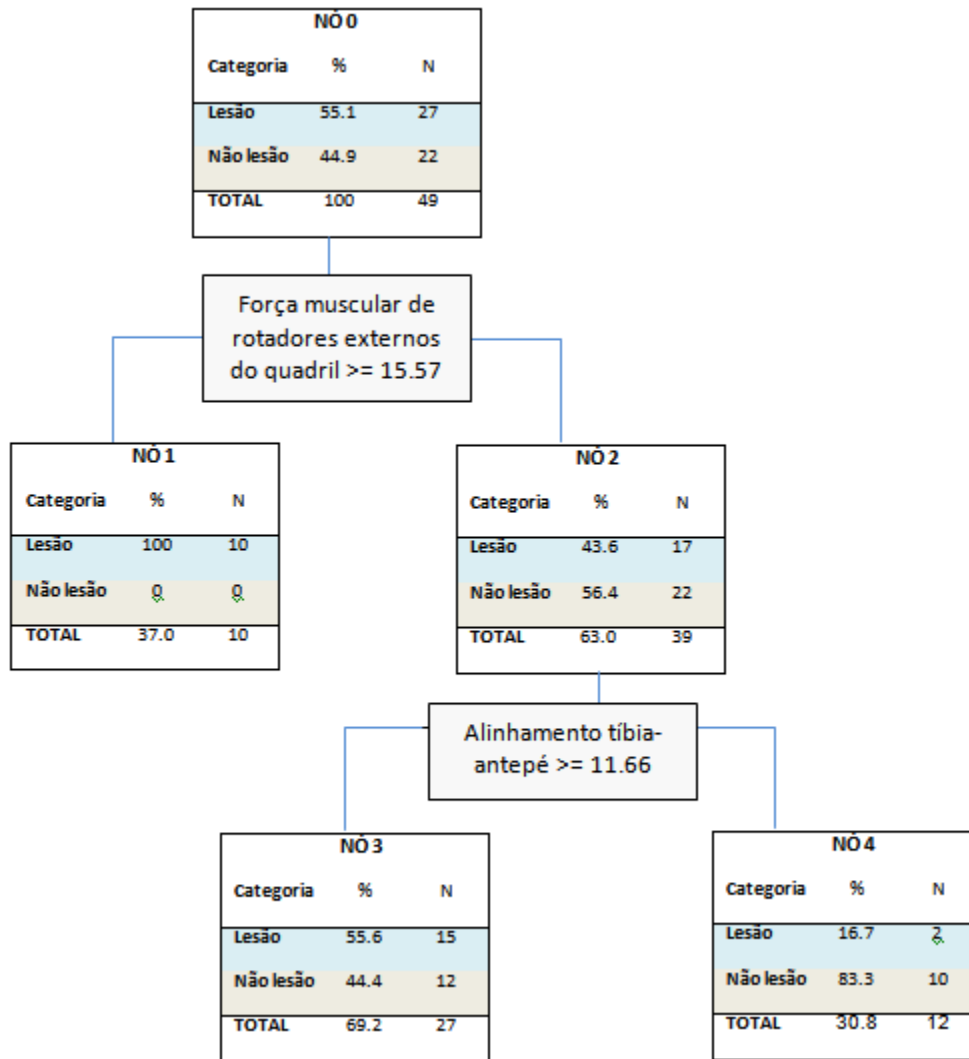 NÓ 0
Categoria % N
Lesão 55.1 27
Não lesão 44.9 22
TOTAL 100 49
Força muscular de
rotadores externos
do quadril >= 15.57
NÓ 1
Categoria % N
Lesão 100 10
Não lesão 0 0
TOTAL 37.0 10
NÓ 2
Categoria % N
Lesão 43.6 17
Não lesão 56.4 22
TOTAL 63.0 39
Alinhamento tíbia-
antepé >= 11.66
NÓ 3
Categoria % N
Lesão 55.6 15
Não lesão 44.4 12
TOTAL 69.2 27
NÓ 4
Categoria % N
Lesão 16.7 2
Não lesão 83.3 10
TOTAL 30.8 12